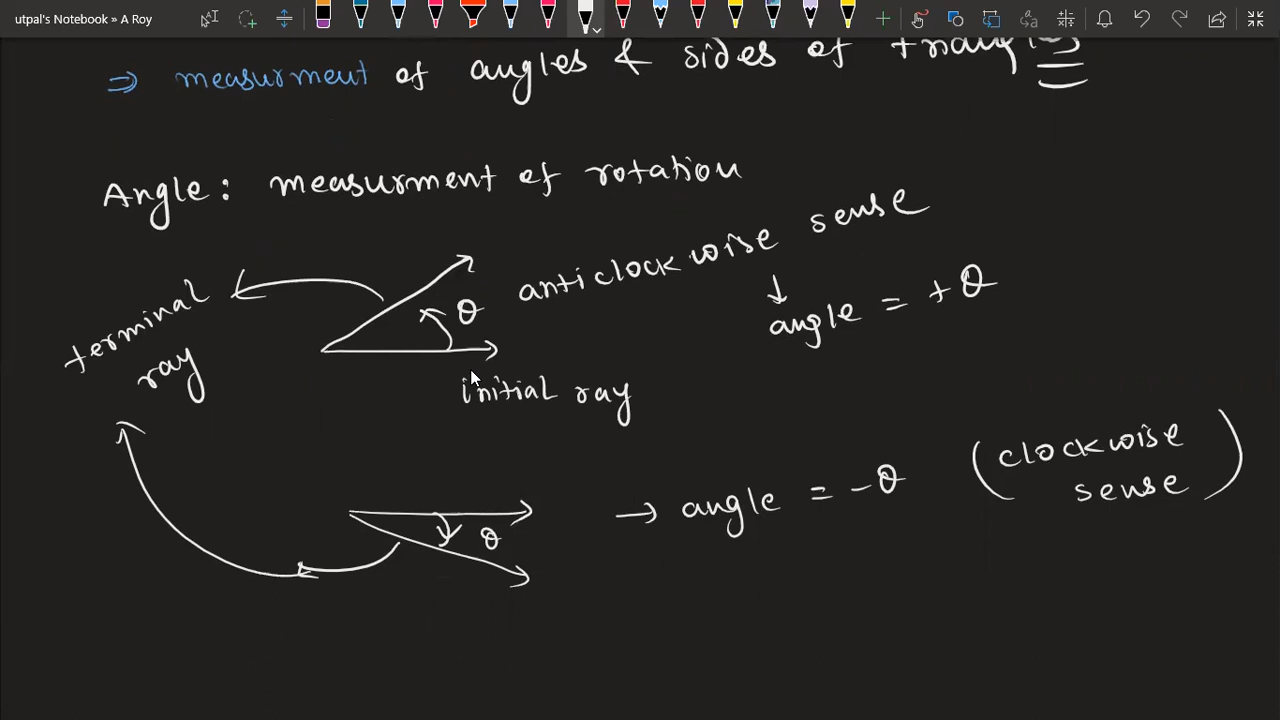 utpal's Notebook » A Roy
⇒ measurment of angles & sides of triangles
Angle: measurment of rotation
anticlockwise sense
↓
angle = +θ
θ
terminal
ray
initial ray
θ
→ angle = -θ
(clockwise
sense)